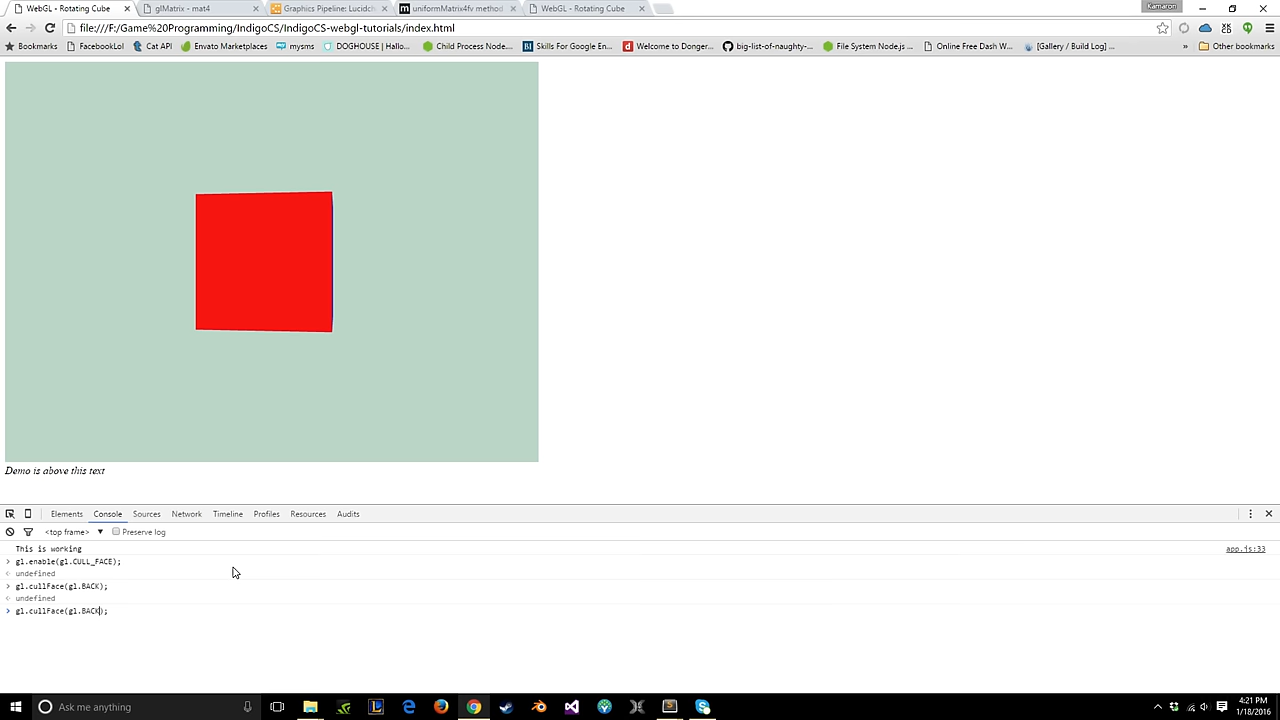 WebGL - Rotating Cube
glMatrix - mat4
Graphics Pipeline: Lucidch
uniformMatrix4fv method
WebGL - Rotating Cube
Kamaron
file:///F:/Game%20Programming/IndigoCS/IndigoCS-webgl-tutorials/index.html
Bookmarks
FacebookLol
Cat API
Envato Marketplaces
mysms
DOGHOUSE | Hallo...
Child Process Node...
Skills For Google En...
Welcome to Donger...
big-list-of-naughty-...
File System Node.js ...
Online Free Dash W...
[Gallery / Build Log] ...
»
Other bookmarks
Demo is above this text
Elements Console Sources Network Timeline Profiles Resources Audits
<top frame> ▼ Preserve log
This is working app.js:33
> gl.enable(gl.CULL_FACE);
undefined
> gl.cullFace(gl.BACK);
undefined
> gl.cullFace(gl.BACK);
Ask me anything
4:21 PM
1/18/2016